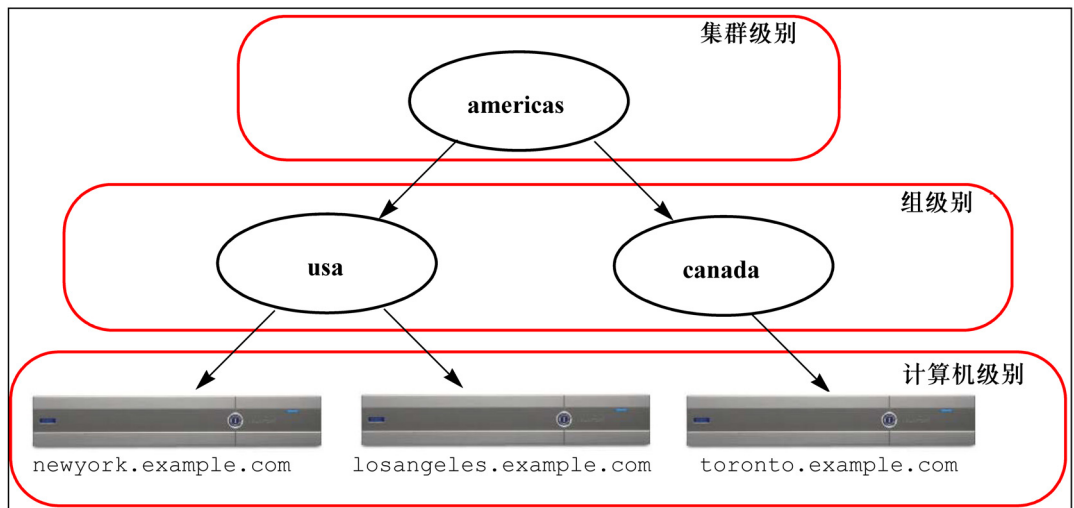 集群级别
americas
组级别
usa
canada
计算机级别
newyork.example.com
losangeles.example.com
toronto.example.com